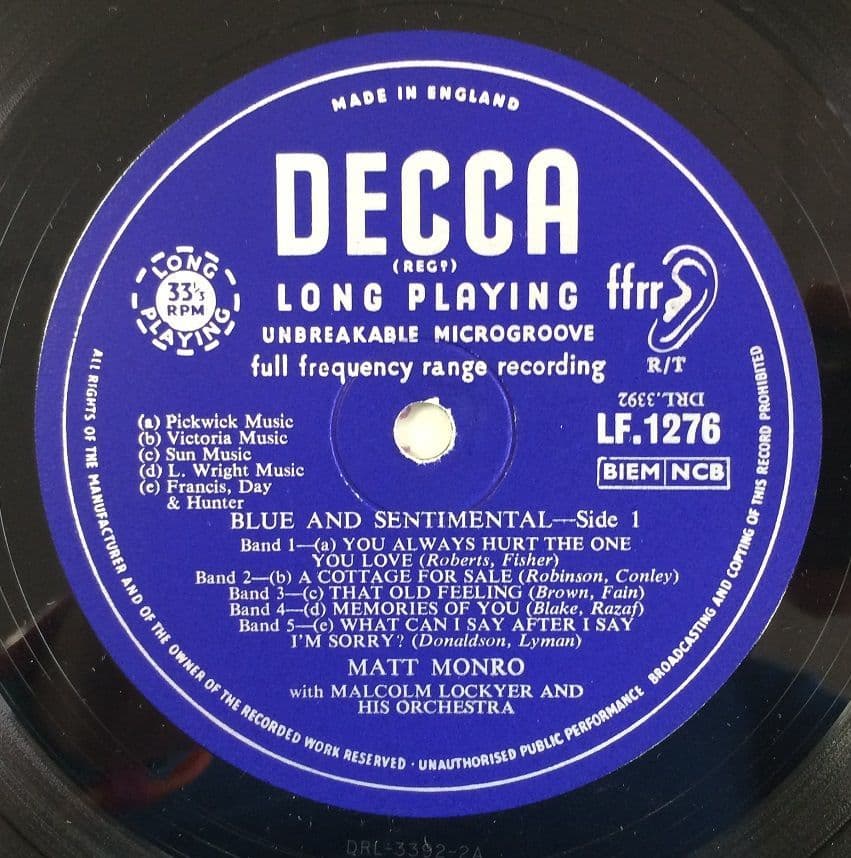 MADE IN ENGLAND
DECCA
(REGD)
LONG PLAYING
33 1/3
RPM
LONG PLAYING
ffrr
UNBREAKABLE MICROGROOVE
full frequency range recording
R/T
DRL.3392
LF.1276
BIEM NCB
(a) Pickwick Music
(b) Victoria Music
(c) Sun Music
(d) L. Wright Music
(e) Francis, Day
& Hunter
BLUE AND SENTIMENTAL—Side 1
Band 1—(a) YOU ALWAYS HURT THE ONE
YOU LOVE (Roberts, Fisher)
Band 2—(b) A COTTAGE FOR SALE (Robinson, Conley)
Band 3—(c) THAT OLD FEELING (Brown, Fain)
Band 4—(d) MEMORIES OF YOU (Blake, Razaf)
Band 5—(e) WHAT CAN I SAY AFTER I SAY
I'M SORRY? (Donaldson, Lyman)
MATT MONRO
with MALCOLM LOCKYER AND
HIS ORCHESTRA
ALL RIGHTS OF THE MANUFACTURER AND OF THE OWNER OF THE RECORDED WORK RESERVED · UNAUTHORISED PUBLIC PERFORMANCE BROADCASTING AND COPYING OF THIS RECORD PROHIBITED
DRL-3392-2A